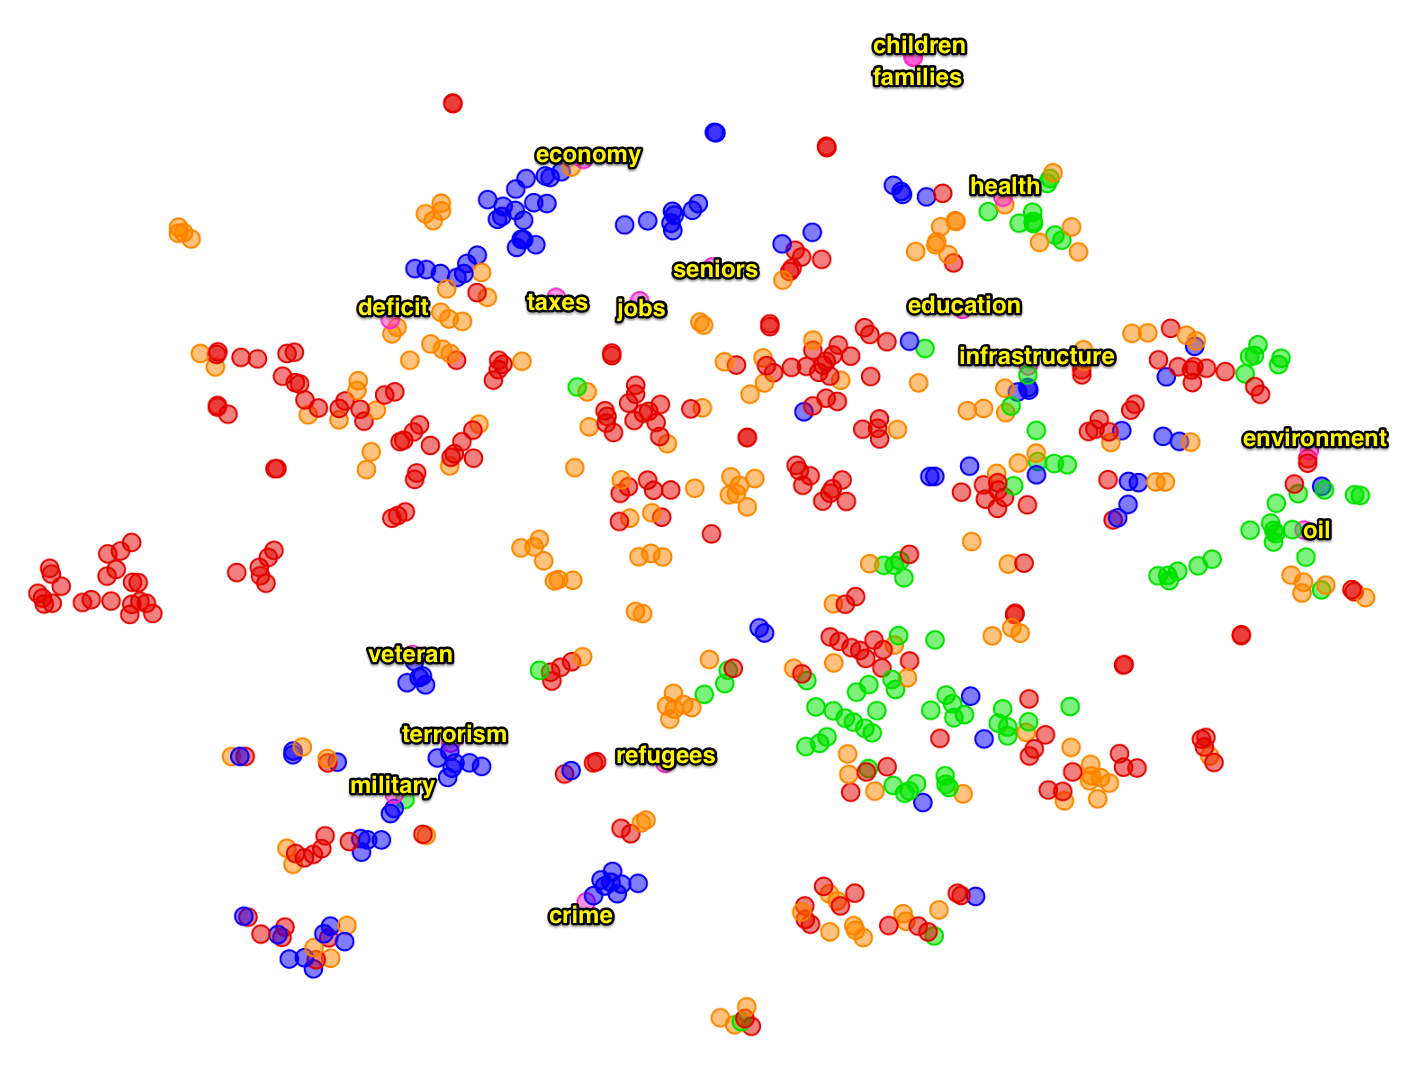 children
families
economy
health
seniors
education
deficit
taxes
jobs
infrastructure
environment
oil
veteran
terrorism
refugees
military
crime